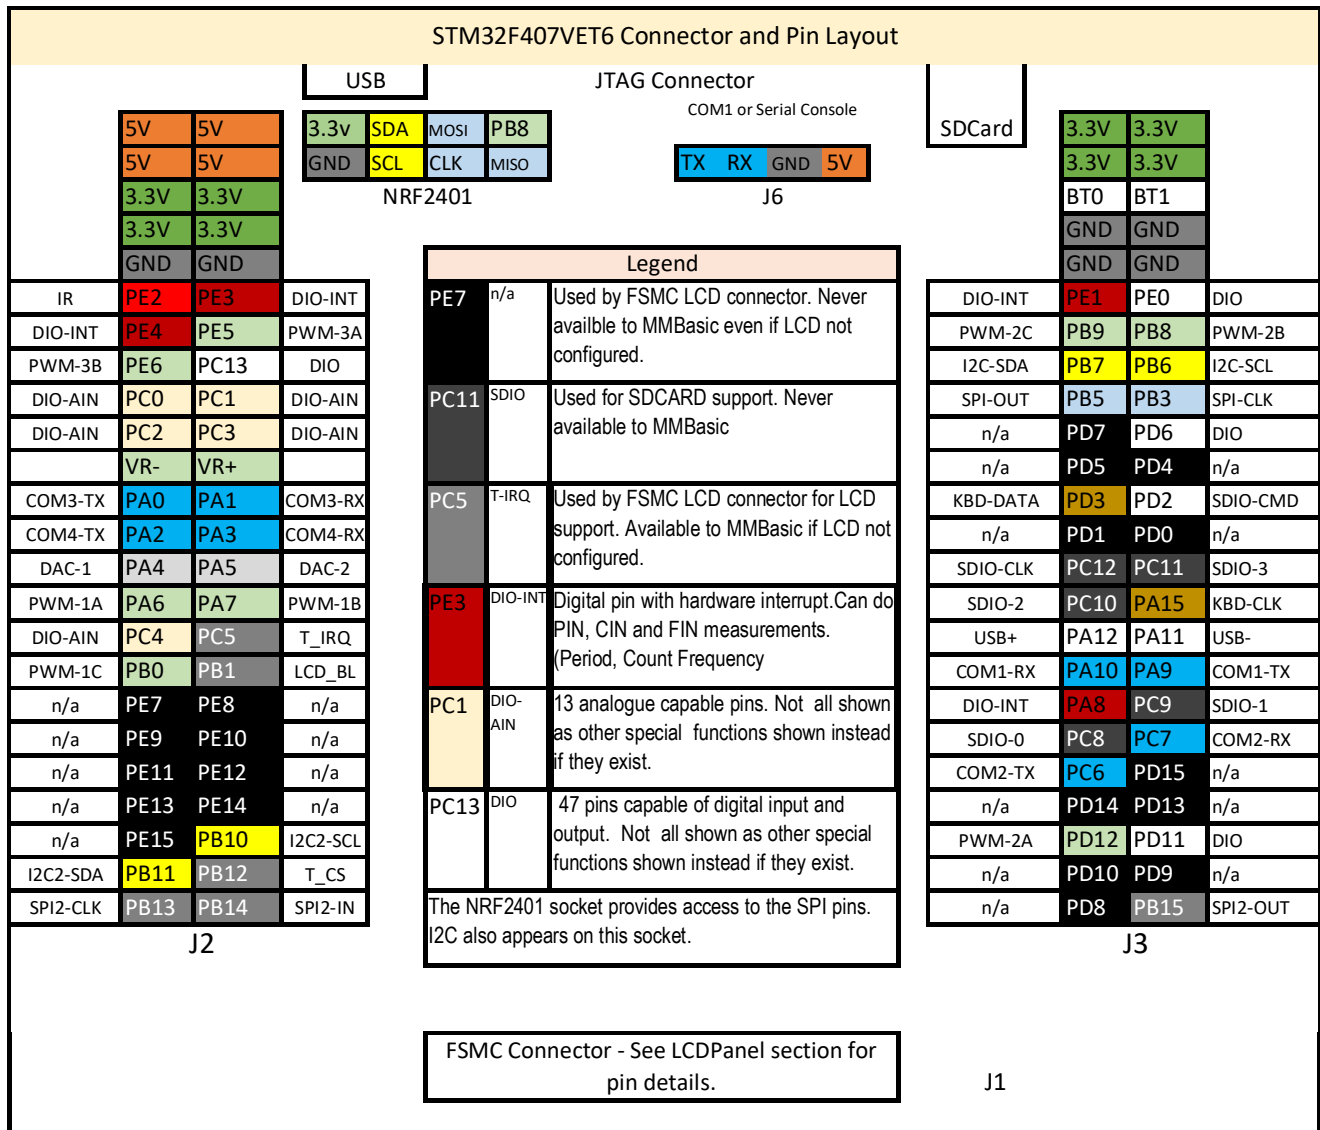 STM32F407VET6 Connector and Pin Layout
USB
JTAG Connector
COM1 or Serial Console
SDCard
5V 5V
5V 5V
3.3V 3.3V
3.3V 3.3V
GND GND
IR PE2 PE3 DIO-INT
DIO-INT PE4 PE5 PWM-3A
PWM-3B PE6 PC13 DIO
DIO-AIN PC0 PC1 DIO-AIN
DIO-AIN PC2 PC3 DIO-AIN
VR- VR+
COM3-TX PA0 PA1 COM3-RX
COM4-TX PA2 PA3 COM4-RX
DAC-1 PA4 PA5 DAC-2
PWM-1A PA6 PA7 PWM-1B
DIO-AIN PC4 PC5 T_IRQ
PWM-1C PB0 PB1 LCD_BL
n/a PE7 PE8 n/a
n/a PE9 PE10 n/a
n/a PE11 PE12 n/a
n/a PE13 PE14 n/a
n/a PE15 PB10 I2C2-SCL
I2C2-SDA PB11 PB12 T_CS
SPI2-CLK PB13 PB14 SPI2-IN
J2
3.3v SDA MOSI PB8
GND SCL CLK MISO
NRF2401
TX RX GND 5V
J6
Legend
PE7 n/a Used by FSMC LCD connector. Never
availble to MMBasic even if LCD not
configured.
PC11 SDIO Used for SDCARD support. Never
available to MMBasic
PC5 T-IRQ Used by FSMC LCD connector for LCD
support. Available to MMBasic if LCD not
configured.
PE3 DIO-INT Digital pin with hardware interrupt.Can do
PIN, CIN and FIN measurements.
(Period, Count Frequency
PC1 DIO-
AIN
13 analogue capable pins. Not all shown
as other special functions shown instead
if they exist.
PC13 DIO 47 pins capable of digital input and
output. Not all shown as other special
functions shown instead if they exist.
The NRF2401 socket provides access to the SPI pins.
I2C also appears on this socket.
3.3V 3.3V
3.3V 3.3V
BT0 BT1
GND GND
GND GND
DIO-INT PE1 PE0 DIO
PWM-2C PB9 PB8 PWM-2B
I2C-SDA PB7 PB6 I2C-SCL
SPI-OUT PB5 PB3 SPI-CLK
n/a PD7 PD6 DIO
n/a PD5 PD4 n/a
KBD-DATA PD3 PD2 SDIO-CMD
n/a PD1 PD0 n/a
SDIO-CLK PC12 PC11 SDIO-3
SDIO-2 PC10 PA15 KBD-CLK
USB+ PA12 PA11 USB-
COM1-RX PA10 PA9 COM1-TX
DIO-INT PA8 PC9 SDIO-1
SDIO-0 PC8 PC7 COM2-RX
COM2-TX PC6 PD15 n/a
n/a PD14 PD13 n/a
PWM-2A PD12 PD11 DIO
n/a PD10 PD9 n/a
n/a PD8 PB15 SPI2-OUT
J3
FSMC Connector - See LCDPanel section for
pin details.
J1